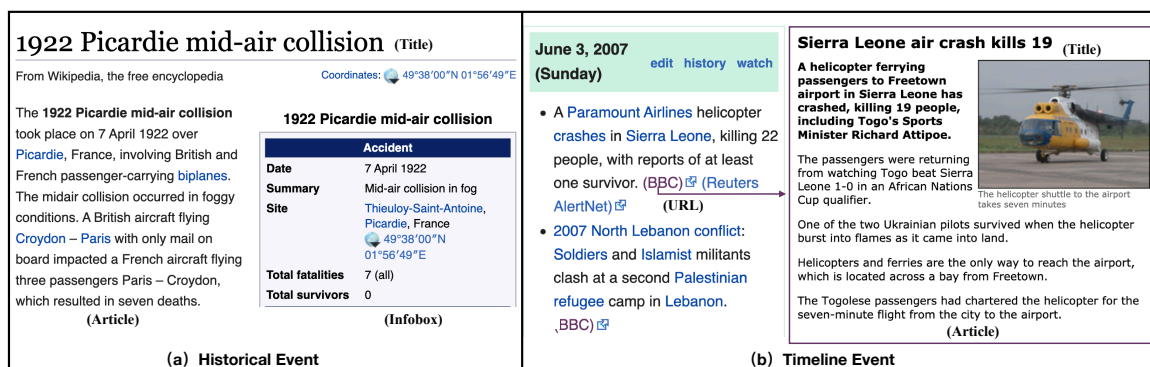 1922 Picardie mid-air collision (Title)
From Wikipedia, the free encyclopedia
Coordinates: 49°38′00″N 01°56′49″E
The 1922 Picardie mid-air collision
took place on 7 April 1922 over
Picardie, France, involving British and
French passenger-carrying biplanes.
The midair collision occurred in foggy
conditions. A British aircraft flying
Croydon – Paris with only mail on
board impacted a French aircraft flying
three passengers Paris – Croydon,
which resulted in seven deaths.
(Article)
1922 Picardie mid-air collision
Accident
Date 7 April 1922
Summary Mid-air collision in fog
Site Thieuloy-Saint-Antoine,
Picardie, France
49°38′00″N
01°56′49″E
Total fatalities 7 (all)
Total survivors 0
(Infobox)
(a) Historical Event
June 3, 2007
(Sunday)
edit history watch
• A Paramount Airlines helicopter
crashes in Sierra Leone, killing 22
people, with reports of at least
one survivor. (BBC) (Reuters
AlertNet)
(URL)
• 2007 North Lebanon conflict:
Soldiers and Islamist militants
clash at a second Palestinian
refugee camp in Lebanon.
(BBC)
Sierra Leone air crash kills 19 (Title)
A helicopter ferrying
passengers to Freetown
airport in Sierra Leone has
crashed, killing 19 people,
including Togo's Sports
Minister Richard Attipoe.
The passengers were returning
from watching Togo beat Sierra
Leone 1-0 in an African Nations
Cup qualifier.
The helicopter shuttle to the airport
takes seven minutes
One of the two Ukrainian pilots survived when the helicopter
burst into flames as it came into land.
Helicopters and ferries are the only way to reach the airport,
which is located across a bay from Freetown.
The Togolese passengers had chartered the helicopter for the
seven-minute flight from the city to the airport.
(Article)
(b) Timeline Event